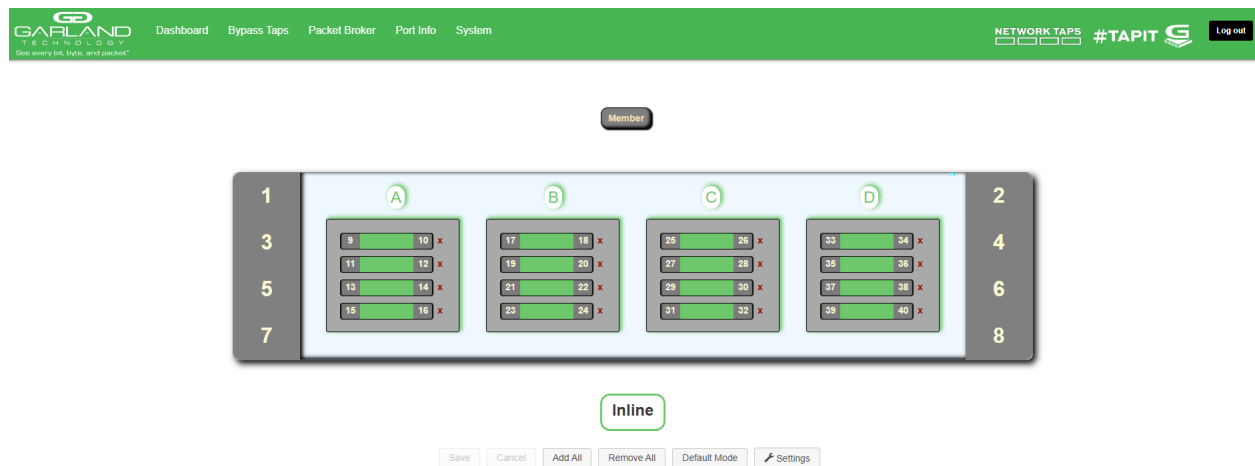 GARLAND
TECHNOLOGY
See every bit, byte, and packet®
Dashboard Bypass Taps Packet Broker Port Info System
NETWORK TAPS #TAPIT G Log out
Member
1 A B C D 2
3 9 10 x 17 18 x 25 26 x 33 34 x 4
11 12 x 19 20 x 27 28 x 35 36 x
5 13 14 x 21 22 x 29 30 x 37 38 x 6
15 16 x 23 24 x 31 32 x 39 40 x
7 8
Inline
Save Cancel Add All Remove All Default Mode Settings